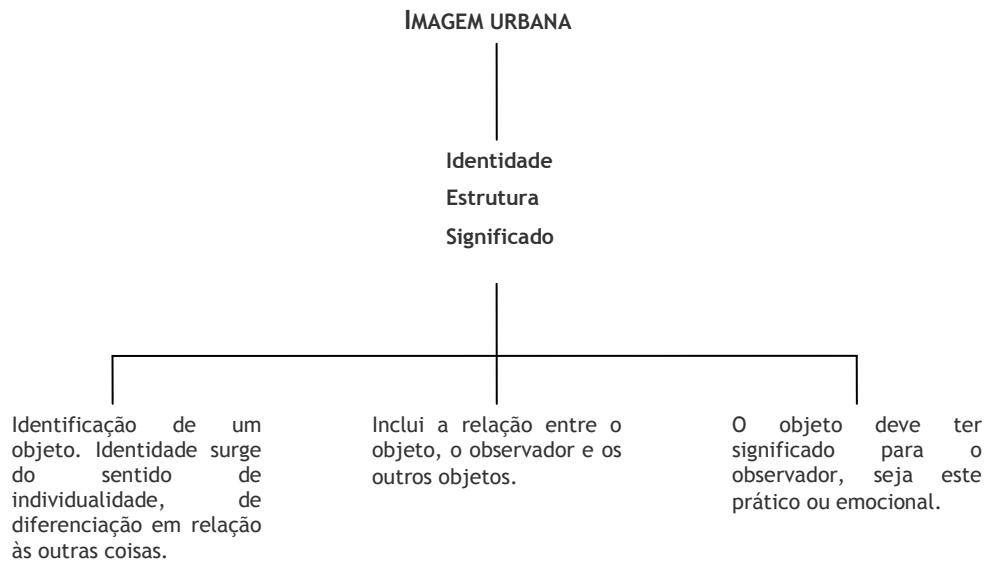 IMAGEM URBANA
Identidade
Estrutura
Significado
Identificação de um
objeto. Identidade surge
do sentido de
individualidade, de
diferenciação em relação
às outras coisas.
Inclui a relação entre o
objeto, o observador e os
outros objetos.
O objeto deve ter
significado para o
observador, seja este
prático ou emocional.